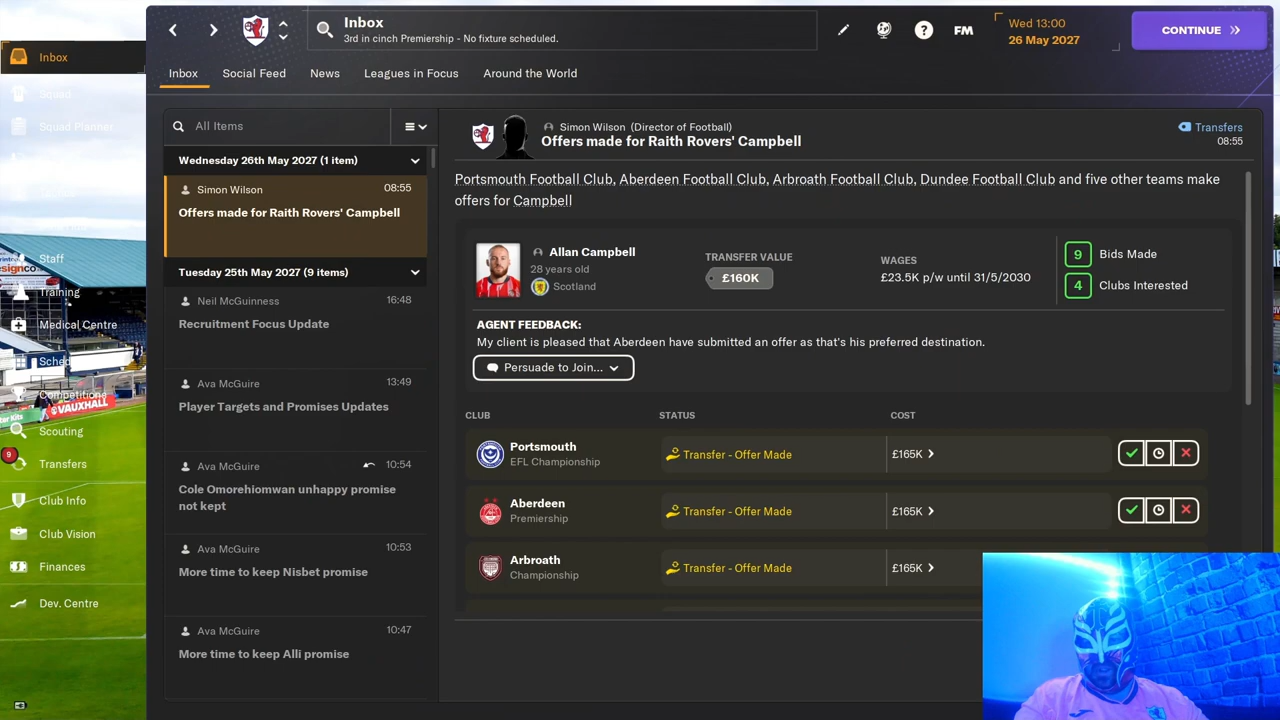 Inbox
3rd in cinch Premiership - No fixture scheduled.
FM
Wed 13:00
26 May 2027
CONTINUE
Inbox
Social Feed
News
Leagues in Focus
Around the World
Inbox
Squad
Squad Planner
Staff
Training
Medical Centre
Sched
Competitions
Scouting
9
Transfers
Club Info
Club Vision
Finances
Dev. Centre
VAUXHALL
All Items
Wednesday 26th May 2027 (1 item)
Simon Wilson
08:55
Offers made for Raith Rovers' Campbell
Tuesday 25th May 2027 (9 items)
Neil McGuinness
16:48
Recruitment Focus Update
Ava McGuire
13:49
Player Targets and Promises Updates
Ava McGuire
10:54
Cole Omorehiomwan unhappy promise
not kept
Ava McGuire
10:53
More time to keep Nisbet promise
Ava McGuire
10:47
More time to keep Alli promise
Simon Wilson (Director of Football)
Offers made for Raith Rovers' Campbell
Transfers
08:55
Portsmouth Football Club, Aberdeen Football Club, Arbroath Football Club, Dundee Football Club and five other teams make
offers for Campbell
Allan Campbell
28 years old
Scotland
TRANSFER VALUE
£160K
WAGES
£23.5K p/w until 31/5/2030
9 Bids Made
4 Clubs Interested
AGENT FEEDBACK:
My client is pleased that Aberdeen have submitted an offer as that's his preferred destination.
Persuade to Join...
CLUB STATUS COST
Portsmouth
EFL Championship
Transfer - Offer Made
£165K
Aberdeen
Premiership
Transfer - Offer Made
£165K
Arbroath
Championship
Transfer - Offer Made
£165K